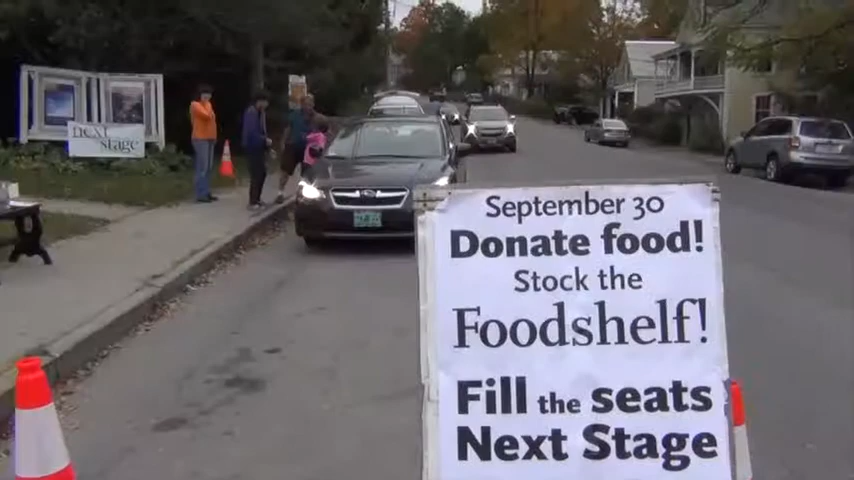 next
stage
September 30
Donate food!
Stock the
Foodshelf!
Fill the seats
Next Stage